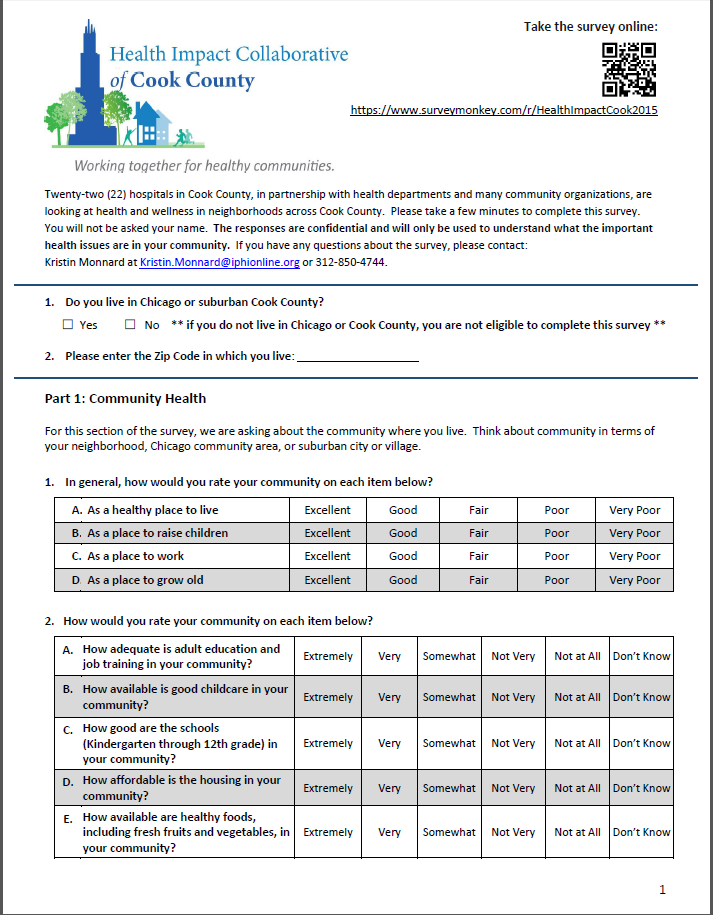 Take the survey online:
Health Impact Collaborative
of Cook County
https://www.surveymonkey.com/r/HealthImpactCook2015
Working together for healthy communities.
Twenty-two (22) hospitals in Cook County, in partnership with health departments and many community organizations, are
looking at health and wellness in neighborhoods across Cook County. Please take a few minutes to complete this survey.
You will not be asked your name. The responses are confidential and will only be used to understand what the important
health issues are in your community. If you have any questions about the survey, please contact:
Kristin Monnard at Kristin.Monnard@iphionline.org or 312-850-4744.
1. Do you live in Chicago or suburban Cook County?
☐ Yes ☐ No ** if you do not live in Chicago or Cook County, you are not eligible to complete this survey **
2. Please enter the Zip Code in which you live: ____________________
Part 1: Community Health
For this section of the survey, we are asking about the community where you live. Think about community in terms of
your neighborhood, Chicago community area, or suburban city or village.
1. In general, how would you rate your community on each item below?
A. As a healthy place to live Excellent Good Fair Poor Very Poor
B. As a place to raise children Excellent Good Fair Poor Very Poor
C. As a place to work Excellent Good Fair Poor Very Poor
D. As a place to grow old Excellent Good Fair Poor Very Poor
2. How would you rate your community on each item below?
A. How adequate is adult education and
job training in your community? Extremely Very Somewhat Not Very Not at All Don't Know
B. How available is good childcare in your
community? Extremely Very Somewhat Not Very Not at All Don't Know
C. How good are the schools
(Kindergarten through 12th grade) in
your community? Extremely Very Somewhat Not Very Not at All Don't Know
D. How affordable is the housing in your
community? Extremely Very Somewhat Not Very Not at All Don't Know
E. How available are healthy foods,
including fresh fruits and vegetables, in
your community? Extremely Very Somewhat Not Very Not at All Don't Know
1